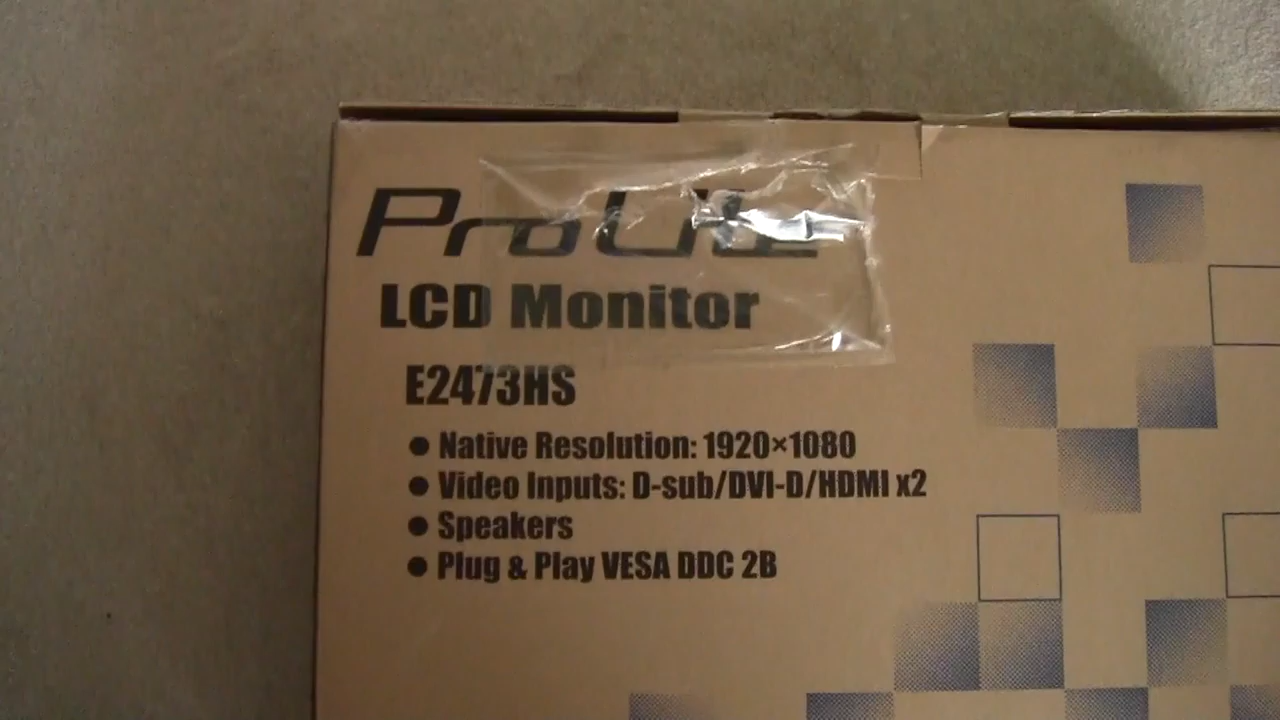 ProLite
LCD Monitor
E2473HS
● Native Resolution: 1920×1080
● Video Inputs: D-sub/DVI-D/HDMI x2
● Speakers
● Plug & Play VESA DDC 2B